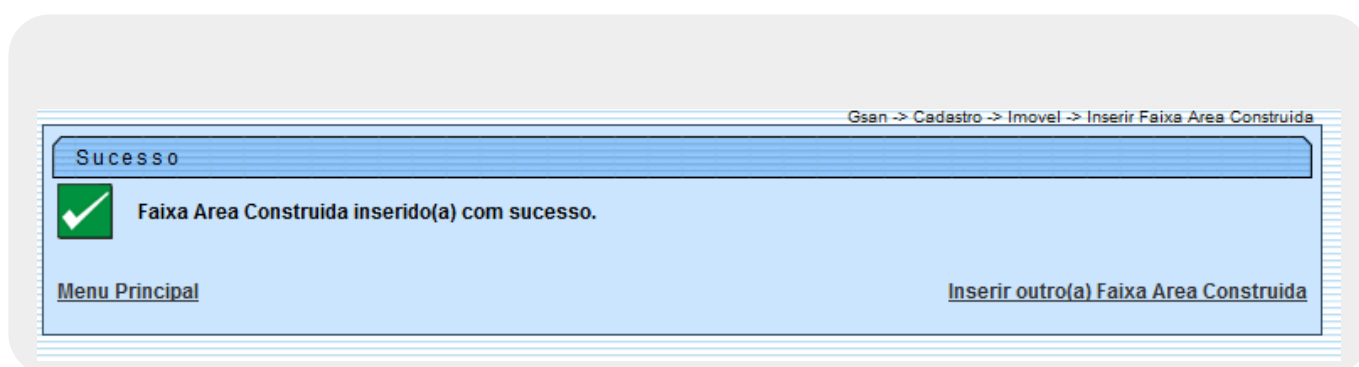 Gsan -> Cadastro -> Imovel -> Inserir Faixa Area Construida
Sucesso
Faixa Area Construida inserido(a) com sucesso.
Menu Principal
Inserir outro(a) Faixa Area Construida